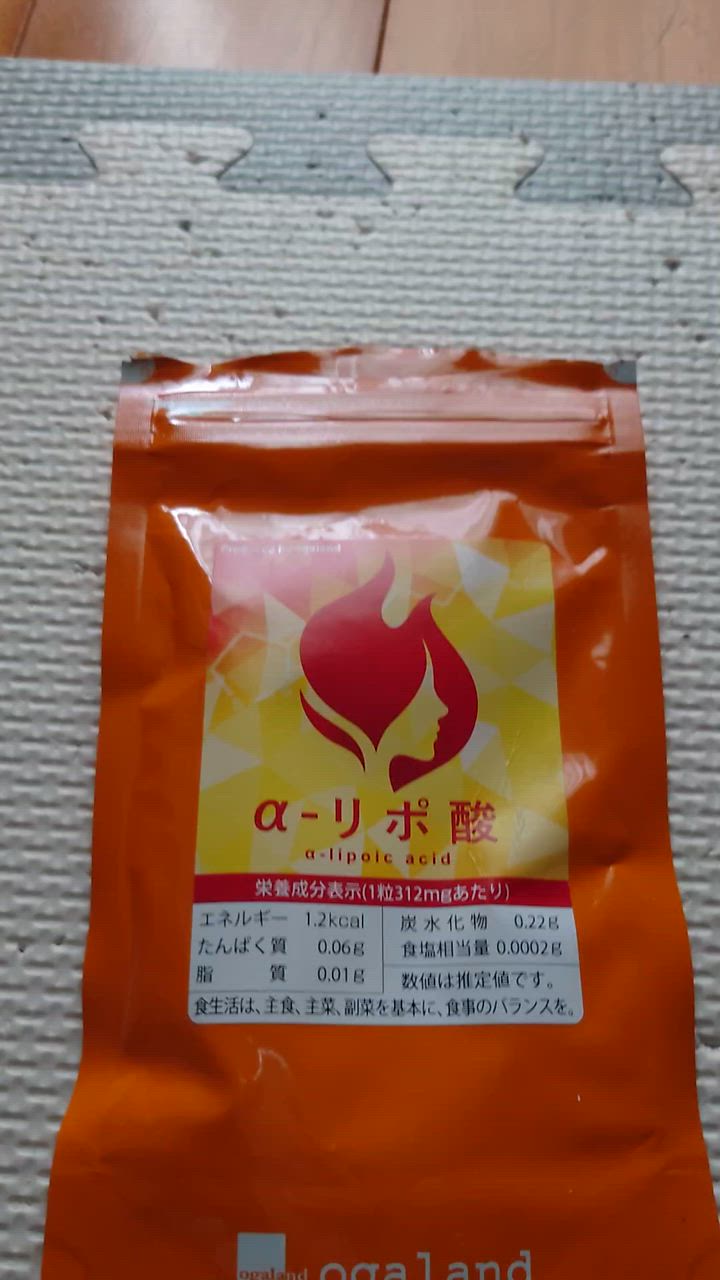 α-リポ酸
α-lipoic acid
栄養成分表示(1粒312mgあたり)
エネルギー 1.2kcal
たんぱく質 0.06g
脂質 0.01g
炭水化物 0.22g
食塩相当量 0.0002g
数値は推定値です。
食生活は、主食、主菜、副菜を基本に、食事のバランスを。
ogaland ogaland